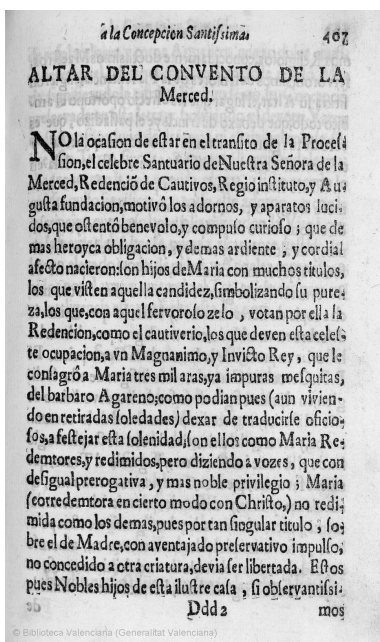 à la Concepcion Santiſsima. 407
ALTAR DEL CONVENTO DE LA
Merced.
NO la ocaſion de eſtar en el tranſito de la Proceſ-
ſion, el celebre Santuario de Nueſtra Señora de la
Merced, Redenciõ de Cautivos, Regio inſtituto, y Au-
guſta fundacion, motivò los adornos, y aparatos luci-
dos, que oſtentò benevolo, y compuſo curioſo; que de
mas heroyca obligacion, y demas ardiente, y cordial
afecto nacieron: ſon hijos de Maria con muchos titulos,
los que viſten aquella candidez, ſimbolizando ſu pure-
za, los que, con aquel fervoroſo zelo, votan por ella la
Redencion, como el cautiverio, los que deven eſta celeſ-
te ocupacion, a vn Magnanimo, y Invicto Rey, que le
conſagrò a Maria tres mil aras, ya impuras meſquitas,
del barbaro Agareno; como podian pues (aun vivien-
do en retiradas ſoledades) dexar de traducirſe oficio-
ſos, a feſtejar eſta ſolenidad; ſon ellos como Maria Re-
demtores, y redimidos, pero diziendo a vozes, que con
deſigual prerogativa, y mas noble privilegio; Maria
(corredemtora en cierto modo con Chriſto,) no redi-
mida como los demas, pues por tan ſingular titulo, ſo-
bre el de Madre, con aventajado preſervativo impulſo,
no concedido a otra criatura, devia ſer libertada. Eſtos
pues Nobles hijos de eſta iluſtre caſa, ſi obſervantiſsi-
Ddd 2 mos
© Biblioteca Valenciana (Generalitat Valenciana)